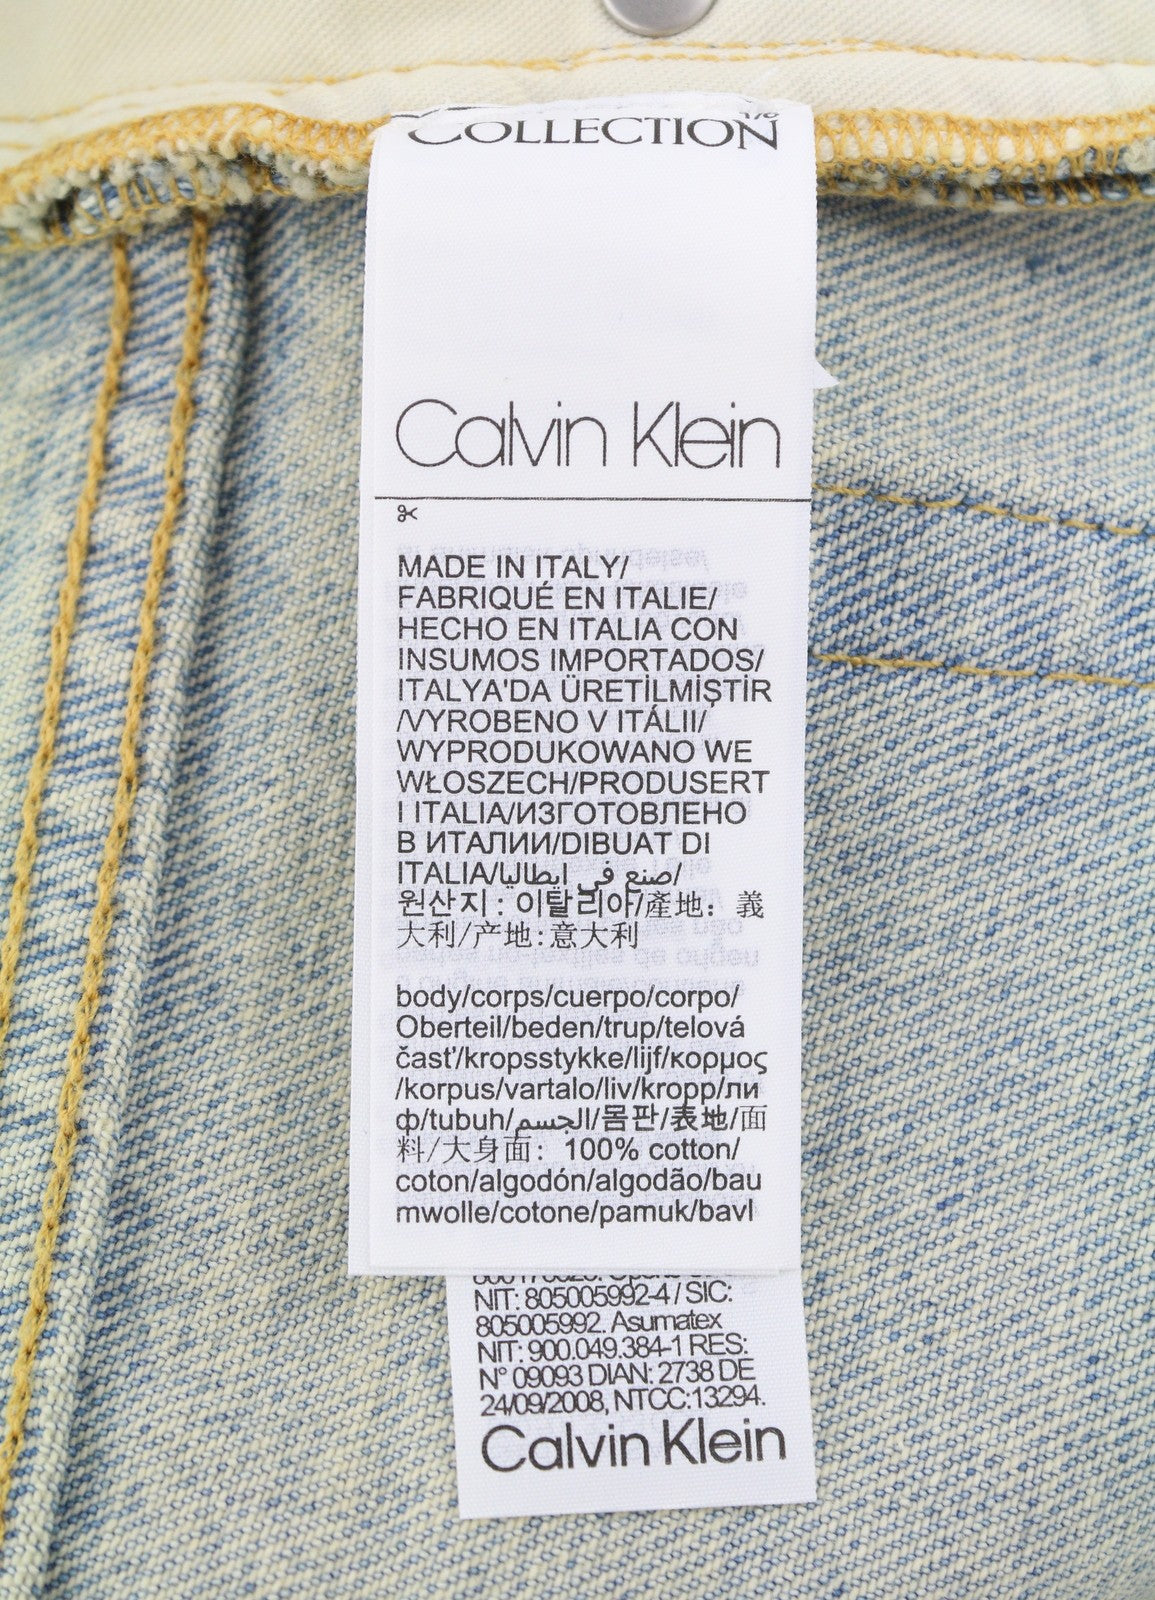 COLLECTION
Calvin Klein
MADE IN ITALY/
FABRIQUÉ EN ITALIE/
HECHO EN ITALIA CON
INSUMOS IMPORTADOS/
ITALYA'DA ÜRETİLMİŞTİR
/VYROBENO V ITÁLII/
WYPRODUKOWANO WE
WŁOSZECH/PRODUSERT
I ITALIA/ИЗГОТОВЛЕНО
В ИТАЛИИ/DIBUAT DI
ITALIA/صنع في إيطاليا/
원산지 : 이탈리아/產地：義
大利/产地:意大利
body/corps/cuerpo/corpo/
Oberteil/beden/trup/telová
čast'/kropsstykke/lijf/κορμος
/korpus/vartalo/liv/kropp/ли
ф/tubuh/الجسم/몸판/表地/面
料/大身面： 100% cotton/
coton/algodón/algodão/bau
mwolle/cotone/pamuk/bavl
NIT: 805005992-4 / SIC:
805005992. Asumatex
NIT: 900.049.384-1 RES:
N° 09093 DIAN: 2738 DE
24/09/2008, NTCC:13294.
Calvin Klein